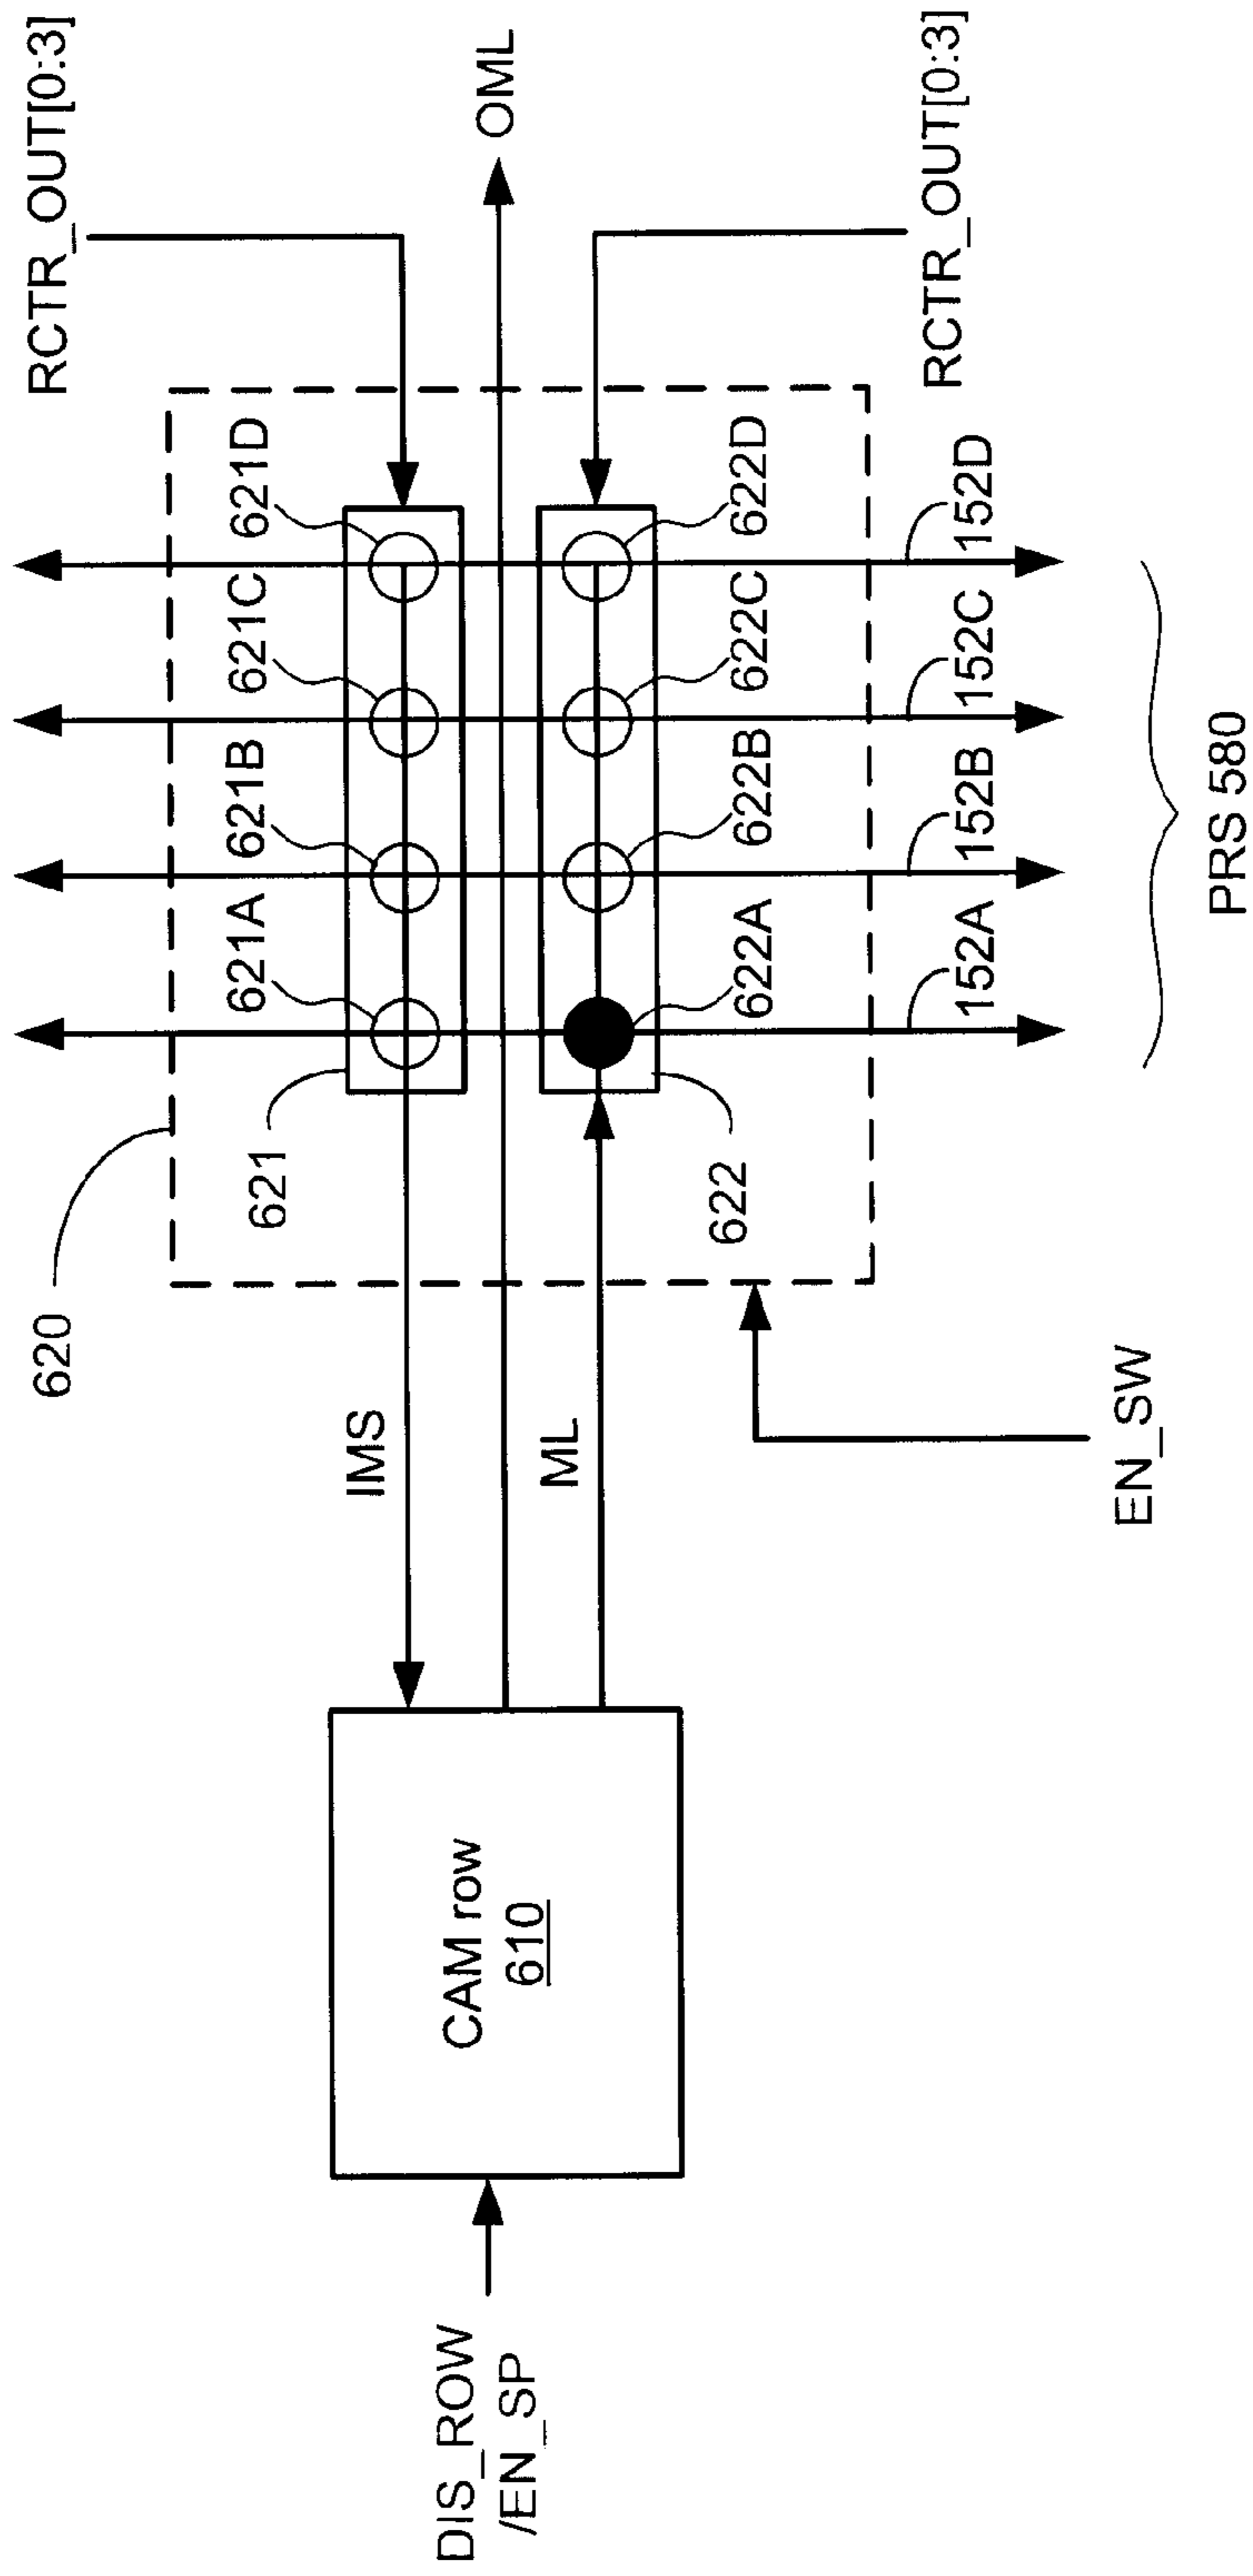 RCTR_OUT[0:3]
OML
RCTR_OUT[0:3]
620
621A
621B
621C
621D
621
IMS
ML
622
622A
622B
622C
622D
152A
152B
152C
152D
PRS 580
EN_SW
CAM row
610
DIS_ROW
/EN_SP